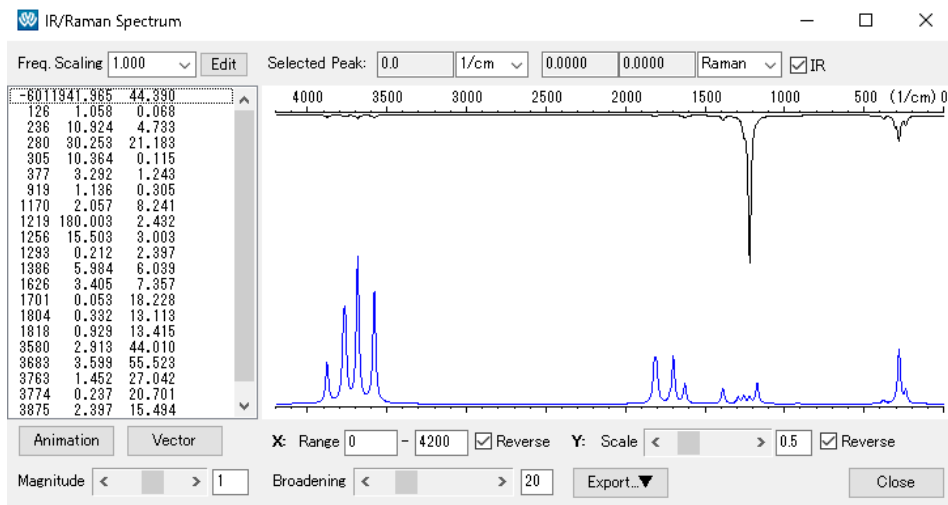 IR/Raman Spectrum
Freq. Scaling 1.000 Edit Selected Peak: 0.0 1/cm 0.0000 0.0000 Raman IR
-6011941.965 44.390
126 1.058 0.068
236 10.924 4.733
280 30.253 21.183
305 10.364 0.115
377 3.292 1.243
919 1.136 0.305
1170 2.057 8.241
1219 180.003 2.432
1256 15.503 3.003
1293 0.212 2.397
1386 5.984 6.039
1626 3.405 7.357
1701 0.053 18.228
1804 0.332 13.113
1818 0.929 13.415
3580 2.913 44.010
3683 3.599 55.523
3763 1.452 27.042
3774 0.237 20.701
3875 2.397 15.494
4000 3500 3000 2500 2000 1500 1000 500 (1/cm) 0
Animation Vector X: Range 0 - 4200 Reverse Y: Scale < > 0.5 Reverse
Magnitude < > 1 Broadening < > 20 Export...▼ Close